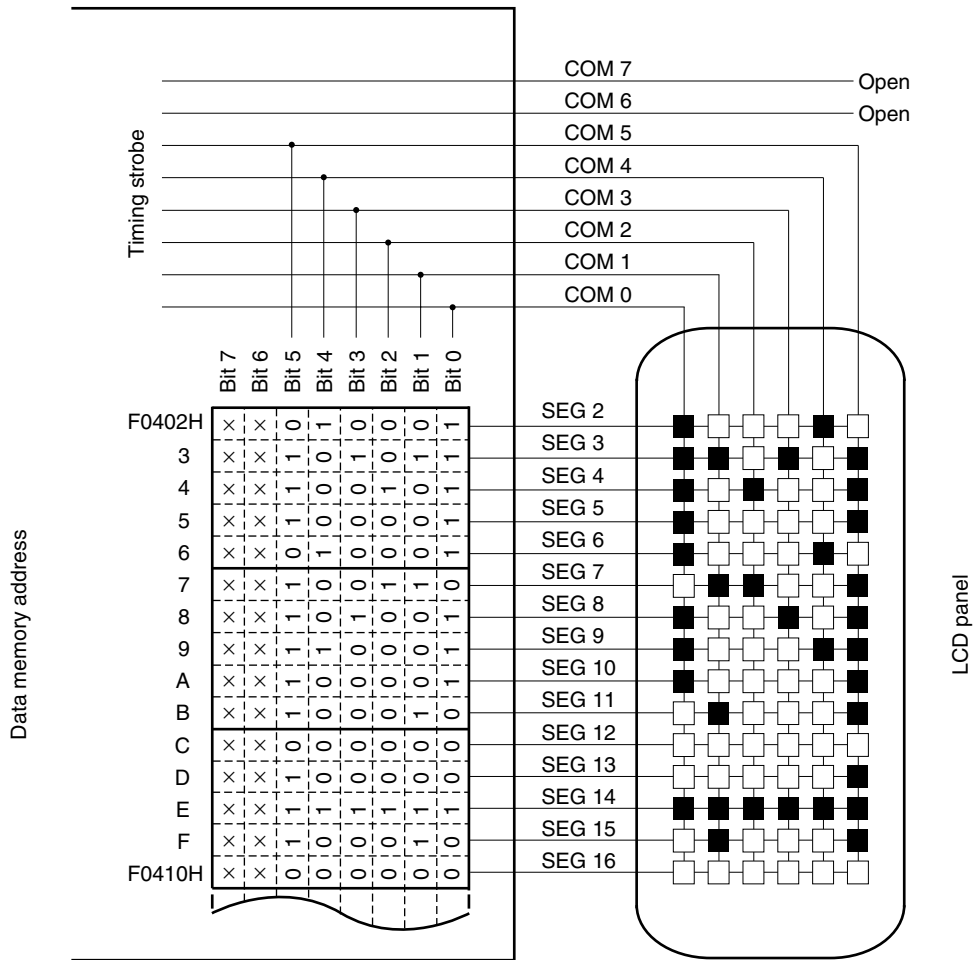 COM 7 Open
COM 6 Open
COM 5
COM 4
COM 3
COM 2
COM 1
COM 0
Timing strobe
Bit 7 Bit 6 Bit 5 Bit 4 Bit 3 Bit 2 Bit 1 Bit 0
Data memory address
F0402H × × 0 1 0 0 0 1 SEG 2
3 × × 1 0 1 0 1 1 SEG 3
4 × × 1 0 0 1 0 1 SEG 4
5 × × 1 0 0 0 0 1 SEG 5
6 × × 0 1 0 0 0 1 SEG 6
7 × × 1 0 0 1 1 0 SEG 7
8 × × 1 0 1 0 0 1 SEG 8
9 × × 1 1 0 0 0 1 SEG 9
A × × 1 0 0 0 0 1 SEG 10
B × × 1 0 0 0 1 0 SEG 11
C × × 0 0 0 0 0 0 SEG 12
D × × 1 0 0 0 0 0 SEG 13
E × × 1 1 1 1 1 1 SEG 14
F × × 1 0 0 0 1 0 SEG 15
F0410H × × 0 0 0 0 0 0 SEG 16
LCD panel